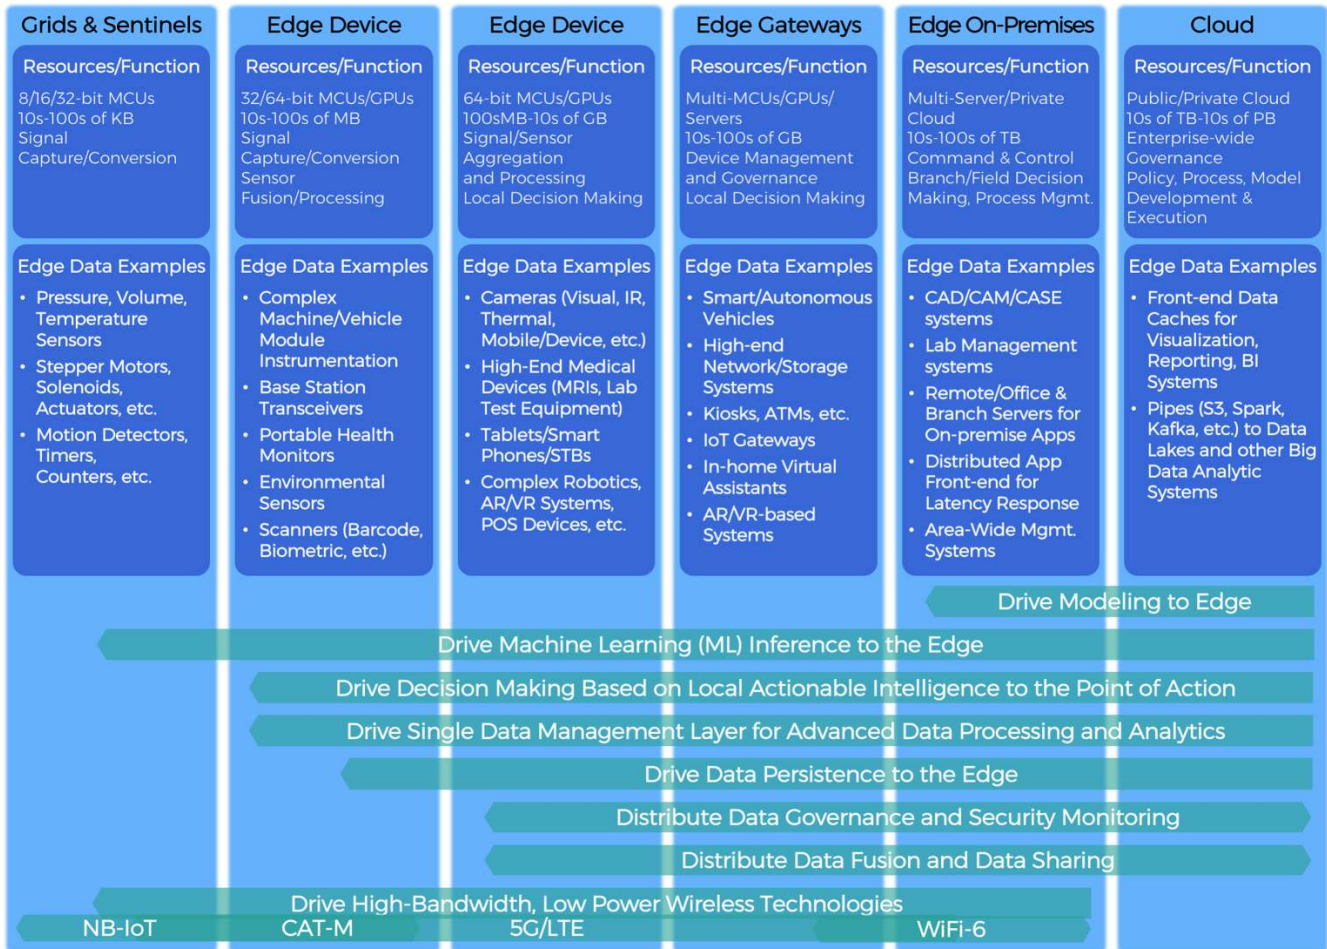 Grids & Sentinels
Resources/Function
8/16/32-bit MCUs
10s-100s of KB
Signal
Capture/Conversion
Edge Data Examples
• Pressure, Volume,
Temperature
Sensors
• Stepper Motors,
Solenoids,
Actuators, etc.
• Motion Detectors,
Timers,
Counters, etc.
Edge Device
Resources/Function
32/64-bit MCUs/GPUs
10s-100s of MB
Signal
Capture/Conversion
Sensor
Fusion/Processing
Edge Data Examples
• Complex
Machine/Vehicle
Module
Instrumentation
• Base Station
Transceivers
• Portable Health
Monitors
• Environmental
Sensors
• Scanners (Barcode,
Biometric, etc.)
Edge Device
Resources/Function
64-bit MCUs/GPUs
100sMB-10s of GB
Signal/Sensor
Aggregation
and Processing
Local Decision Making
Edge Data Examples
• Cameras (Visual, IR,
Thermal,
Mobile/Device, etc.)
• High-End Medical
Devices (MRIs, Lab
Test Equipment)
• Tablets/Smart
Phones/STBs
• Complex Robotics,
AR/VR Systems,
POS Devices, etc.
Edge Gateways
Resources/Function
Multi-MCUs/GPUs/
Servers
10s-100s of GB
Device Management
and Governance
Local Decision Making
Edge Data Examples
• Smart/Autonomous
Vehicles
• High-end
Network/Storage
Systems
• Kiosks, ATMs, etc.
• IoT Gateways
• In-home Virtual
Assistants
• AR/VR-based
Systems
Edge On-Premises
Resources/Function
Multi-Server/Private
Cloud
10s-100s of TB
Command & Control
Branch/Field Decision
Making, Process Mgmt.
Edge Data Examples
• CAD/CAM/CASE
systems
• Lab Management
systems
• Remote/Office &
Branch Servers for
On-premise Apps
• Distributed App
Front-end for
Latency Response
• Area-Wide Mgmt.
Systems
Cloud
Resources/Function
Public/Private Cloud
10s of TB-10s of PB
Enterprise-wide
Governance
Policy, Process, Model
Development &
Execution
Edge Data Examples
• Front-end Data
Caches for
Visualization,
Reporting, BI
Systems
• Pipes (S3, Spark,
Kafka, etc.) to Data
Lakes and other Big
Data Analytic
Systems
Drive Modeling to Edge
Drive Machine Learning (ML) Inference to the Edge
Drive Decision Making Based on Local Actionable Intelligence to the Point of Action
Drive Single Data Management Layer for Advanced Data Processing and Analytics
Drive Data Persistence to the Edge
Distribute Data Governance and Security Monitoring
Distribute Data Fusion and Data Sharing
Drive High-Bandwidth, Low Power Wireless Technologies
NB-IoT CAT-M 5G/LTE WiFi-6